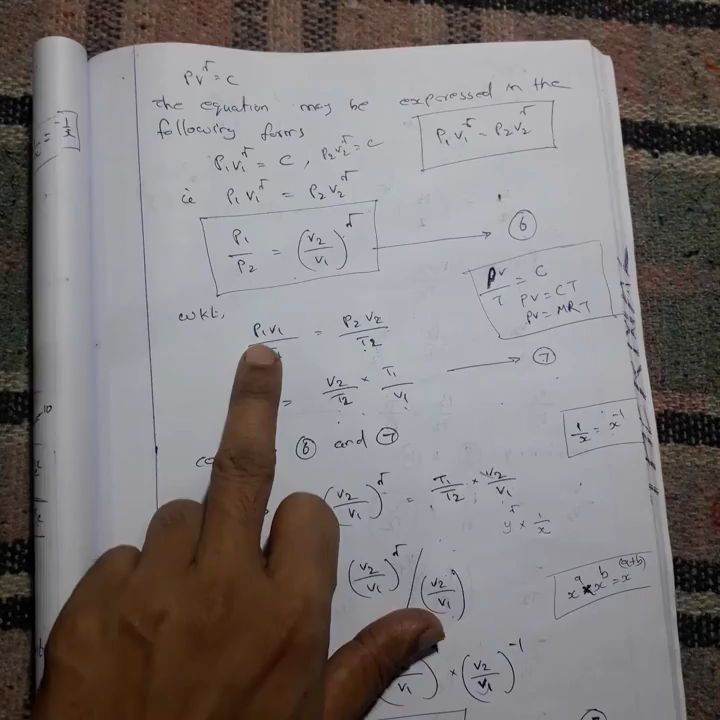 PV^r = C
The equation may be expressed in the
following forms
P₁V₁^r = C, P₂V₂^r = C
P₁V₁^r = P₂V₂^r
ie P₁V₁^r = P₂V₂^r
P₁/P₂ = (V₂/V₁)^r → ⑥
PV/T = C
PV = CT
PV = MRT
wkt,
P₁V₁ = P₂V₂/T₂
= V₂/T₂ × T₁/V₁ → ⑦
1/x = x^-1
⑥ and ⑦
(V₂/V₁)^r = T₁/T₂ × V₂/V₁
y^r × 1/x
(V₂/V₁)^r / (V₂/V₁)
x^a × x^b = x^(a+b)
× (V₂/V₁)^-1